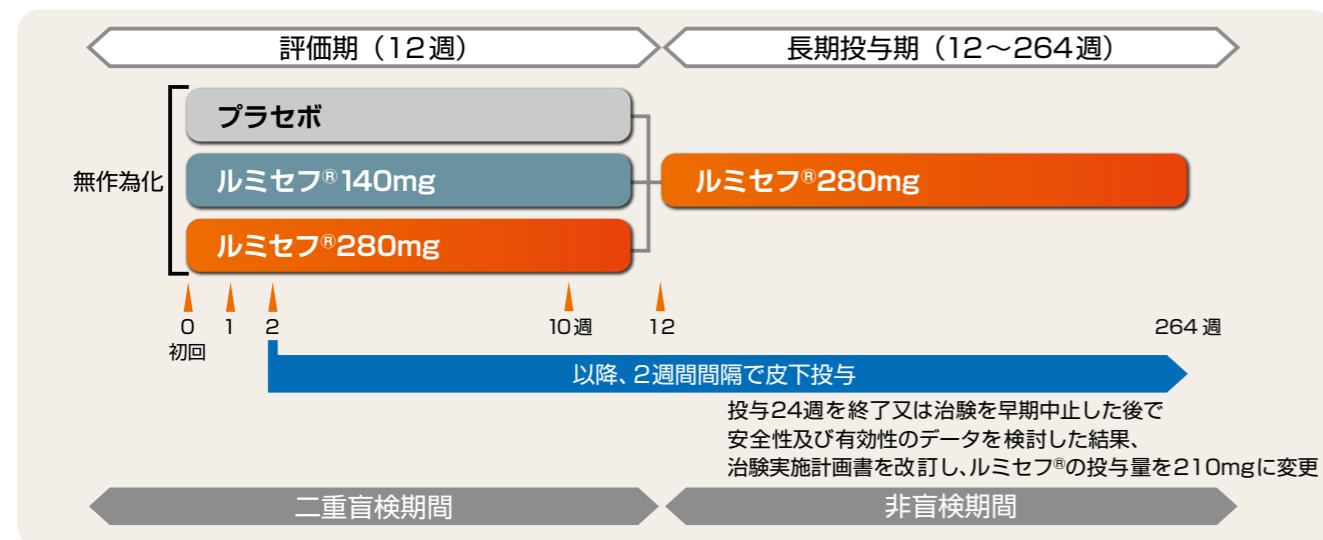 評価期（12週）
長期投与期（12～264週）
無作為化
プラセボ
ルミセフ®140mg
ルミセフ®280mg
ルミセフ®280mg
0 1 2 10週 12 264週
初回
以降、2週間間隔で皮下投与
投与24週を終了又は治験を早期中止した後で
安全性及び有効性のデータを検討した結果、
治験実施計画書を改訂し、ルミセフ®の投与量を210mgに変更
二重盲検期間
非盲検期間